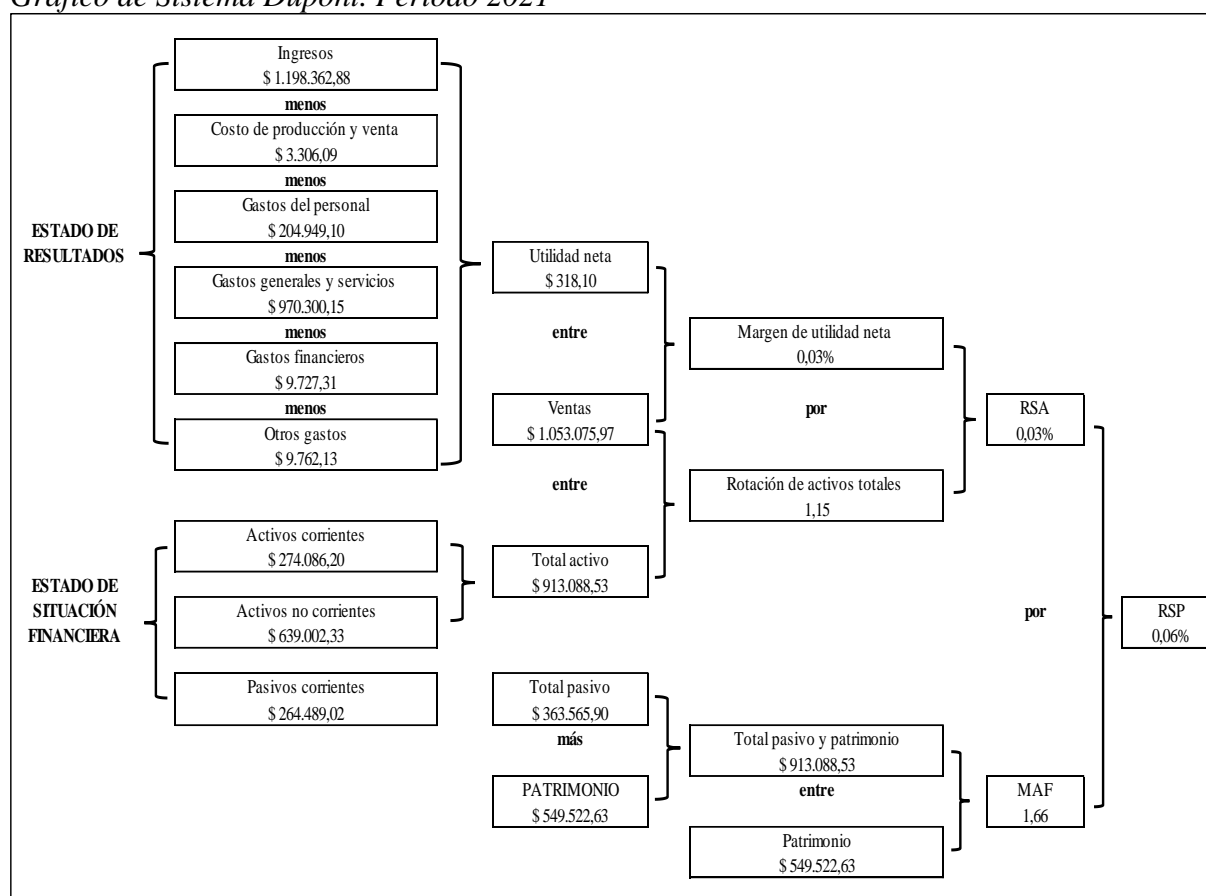 Gráfico de Sistema Dupont: Período 2021
Ingresos
$ 1.198.362,88
menos
Costo de producción y venta
$ 3.306,09
menos
Gastos del personal
$ 204.949,10
menos
Gastos generales y servicios
$ 970.300,15
menos
Gastos financieros
$ 9.727,31
menos
Otros gastos
$ 9.762,13
ESTADO DE
RESULTADOS
Utilidad neta
$ 318,10
entre
Ventas
$ 1.053.075,97
entre
Total activo
$ 913.088,53
Margen de utilidad neta
0,03%
por
Rotación de activos totales
1,15
RSA
0,03%
ESTADO DE
SITUACIÓN
FINANCIERA
Activos corrientes
$ 274.086,20
Activos no corrientes
$ 639.002,33
Pasivos corrientes
$ 264.489,02
Total pasivo
$ 363.565,90
más
PATRIMONIO
$ 549.522,63
Total pasivo y patrimonio
$ 913.088,53
entre
Patrimonio
$ 549.522,63
MAF
1,66
por
RSP
0,06%